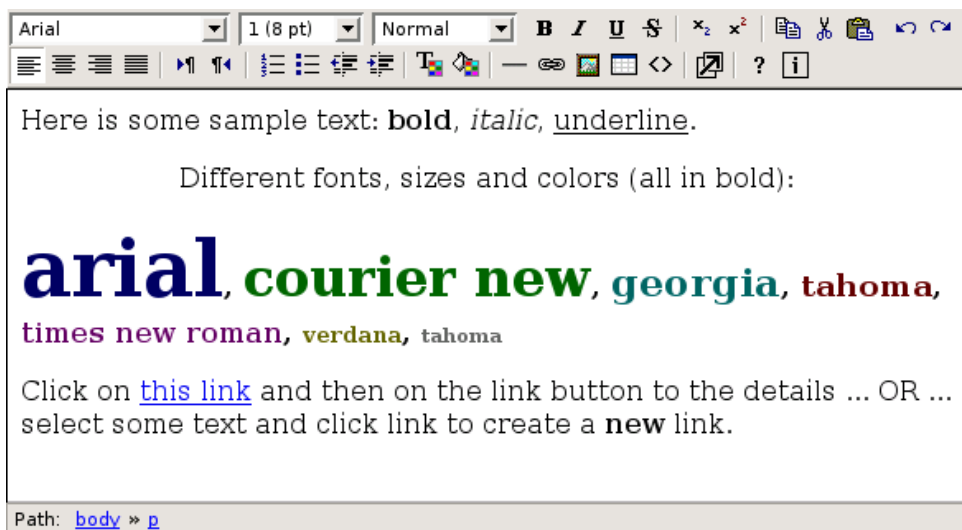 Arial 1 (8 pt) Normal B I U S x₂ x²
T ? i
Here is some sample text: bold, italic, underline.
Different fonts, sizes and colors (all in bold):
arial, courier new, georgia, tahoma,
times new roman, verdana, tahoma
Click on this link and then on the link button to the details ... OR ...
select some text and click link to create a new link.
Path: body » p